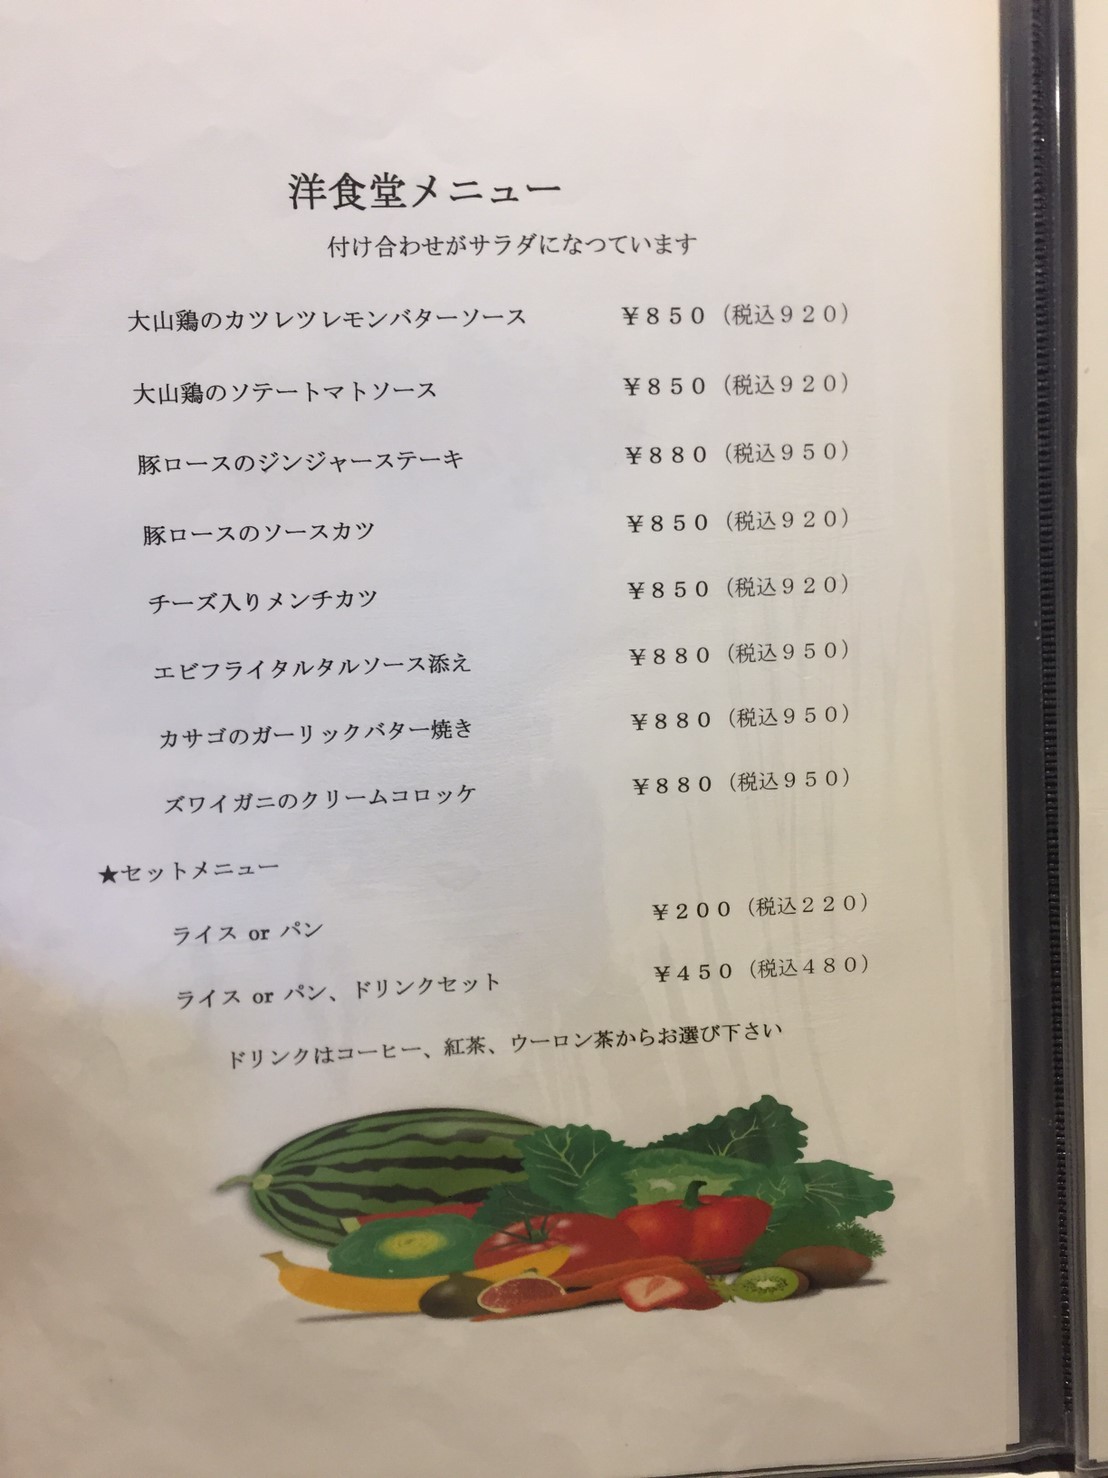 洋食堂メニュー
付け合わせがサラダになつています
大山鶏のカツレツレモンバターソース ￥８５０（税込９２０）
大山鶏のソテートマトソース ￥８５０（税込９２０）
豚ロースのジンジャーステーキ ￥８８０（税込９５０）
豚ロースのソースカツ ￥８５０（税込９２０）
チーズ入りメンチカツ ￥８５０（税込９２０）
エビフライタルタルソース添え ￥８８０（税込９５０）
カサゴのガーリックバター焼き ￥８８０（税込９５０）
ズワイガニのクリームコロッケ ￥８８０（税込９５０）
★セットメニュー
ライス or パン ￥２００（税込２２０）
ライス or パン、ドリンクセット ￥４５０（税込４８０）
ドリンクはコーヒー、紅茶、ウーロン茶からお選び下さい